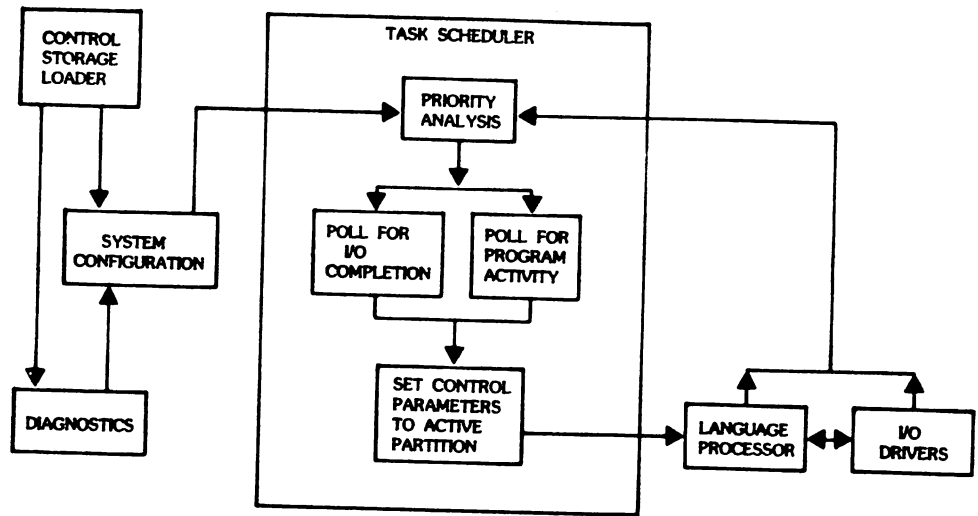 CONTROL
STORAGE
LOADER
TASK SCHEDULER
PRIORITY
ANALYSIS
SYSTEM
CONFIGURATION
POLL FOR
I/O
COMPLETION
POLL FOR
PROGRAM
ACTIVITY
DIAGNOSTICS
SET CONTROL
PARAMETERS
TO ACTIVE
PARTITION
LANGUAGE
PROCESSOR
I/O
DRIVERS